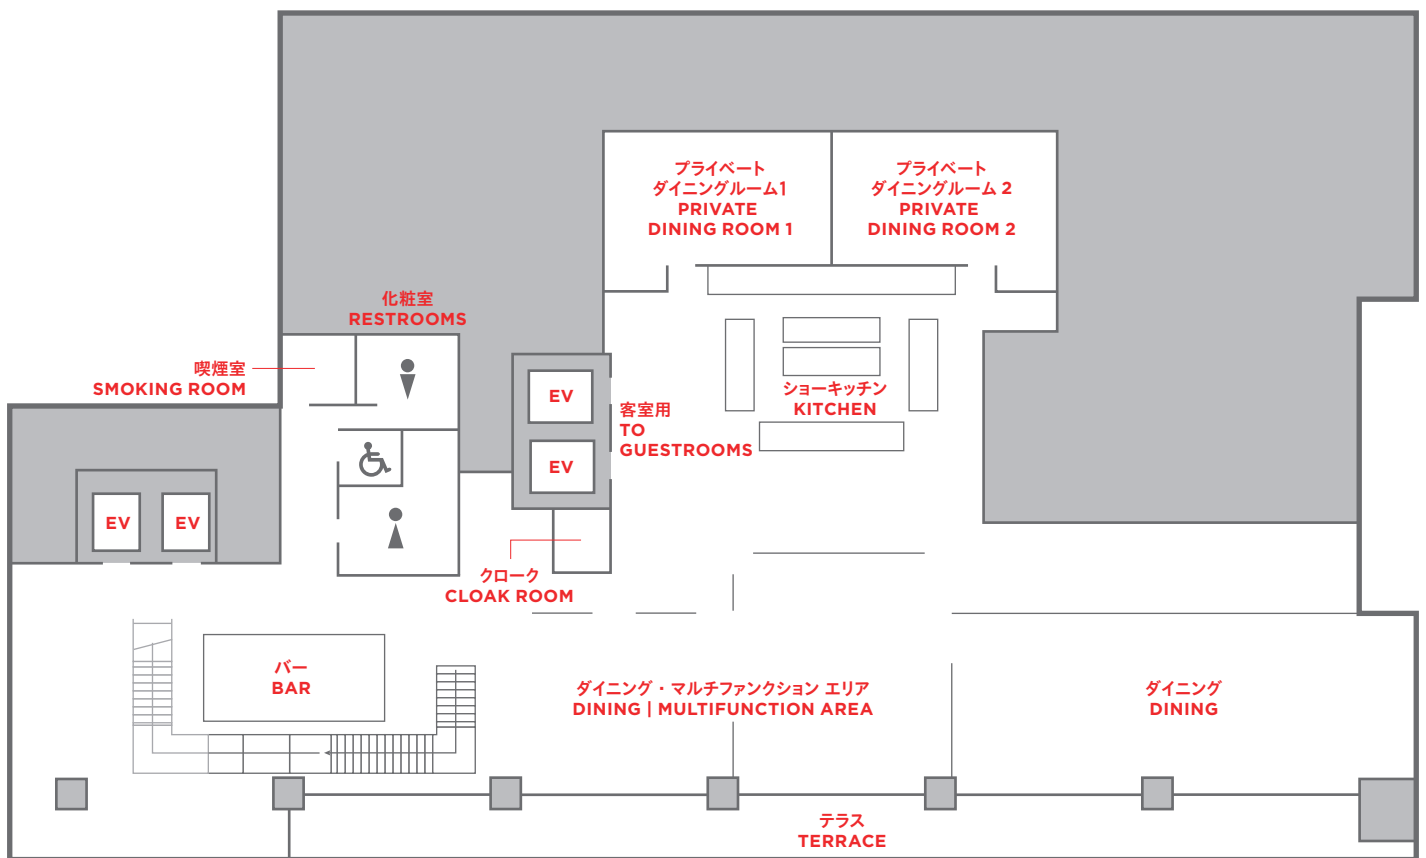 プライベート
ダイニングルーム1
PRIVATE
DINING ROOM 1
プライベート
ダイニングルーム 2
PRIVATE
DINING ROOM 2
化粧室
RESTROOMS
喫煙室
SMOKING ROOM
EV
EV
客室用
TO
GUESTROOMS
ショーキッチン
KITCHEN
EV
EV
クローク
CLOAK ROOM
バー
BAR
ダイニング・マルチファンクション エリア
DINING | MULTIFUNCTION AREA
ダイニング
DINING
テラス
TERRACE